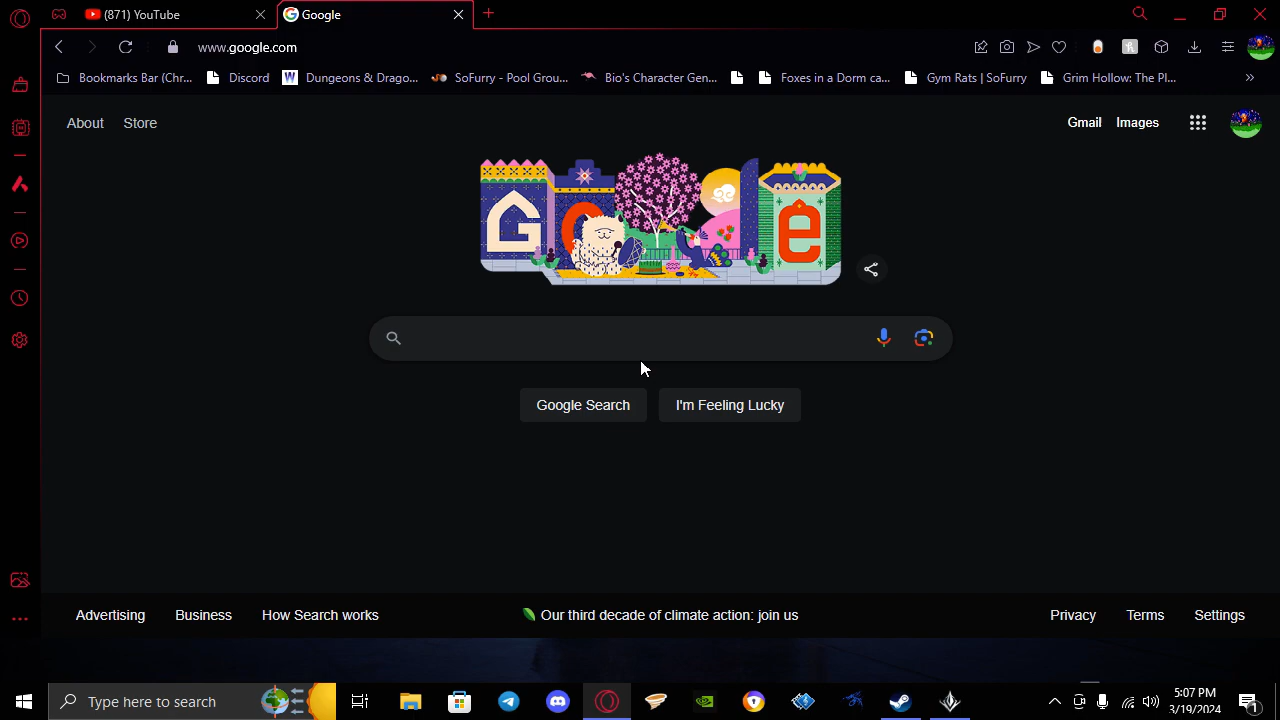 (871) YouTube
Google
www.google.com
Bookmarks Bar (Chr...
Discord
Dungeons & Drago...
SoFurry - Pool Grou...
Bio's Character Gen...
Foxes in a Dorm ca...
Gym Rats | SoFurry
Grim Hollow: The Pl...
About
Store
Gmail
Images
Google Search
I'm Feeling Lucky
Advertising
Business
How Search works
Our third decade of climate action: join us
Privacy
Terms
Settings
Type here to search
5:07 PM
3/19/2024
1